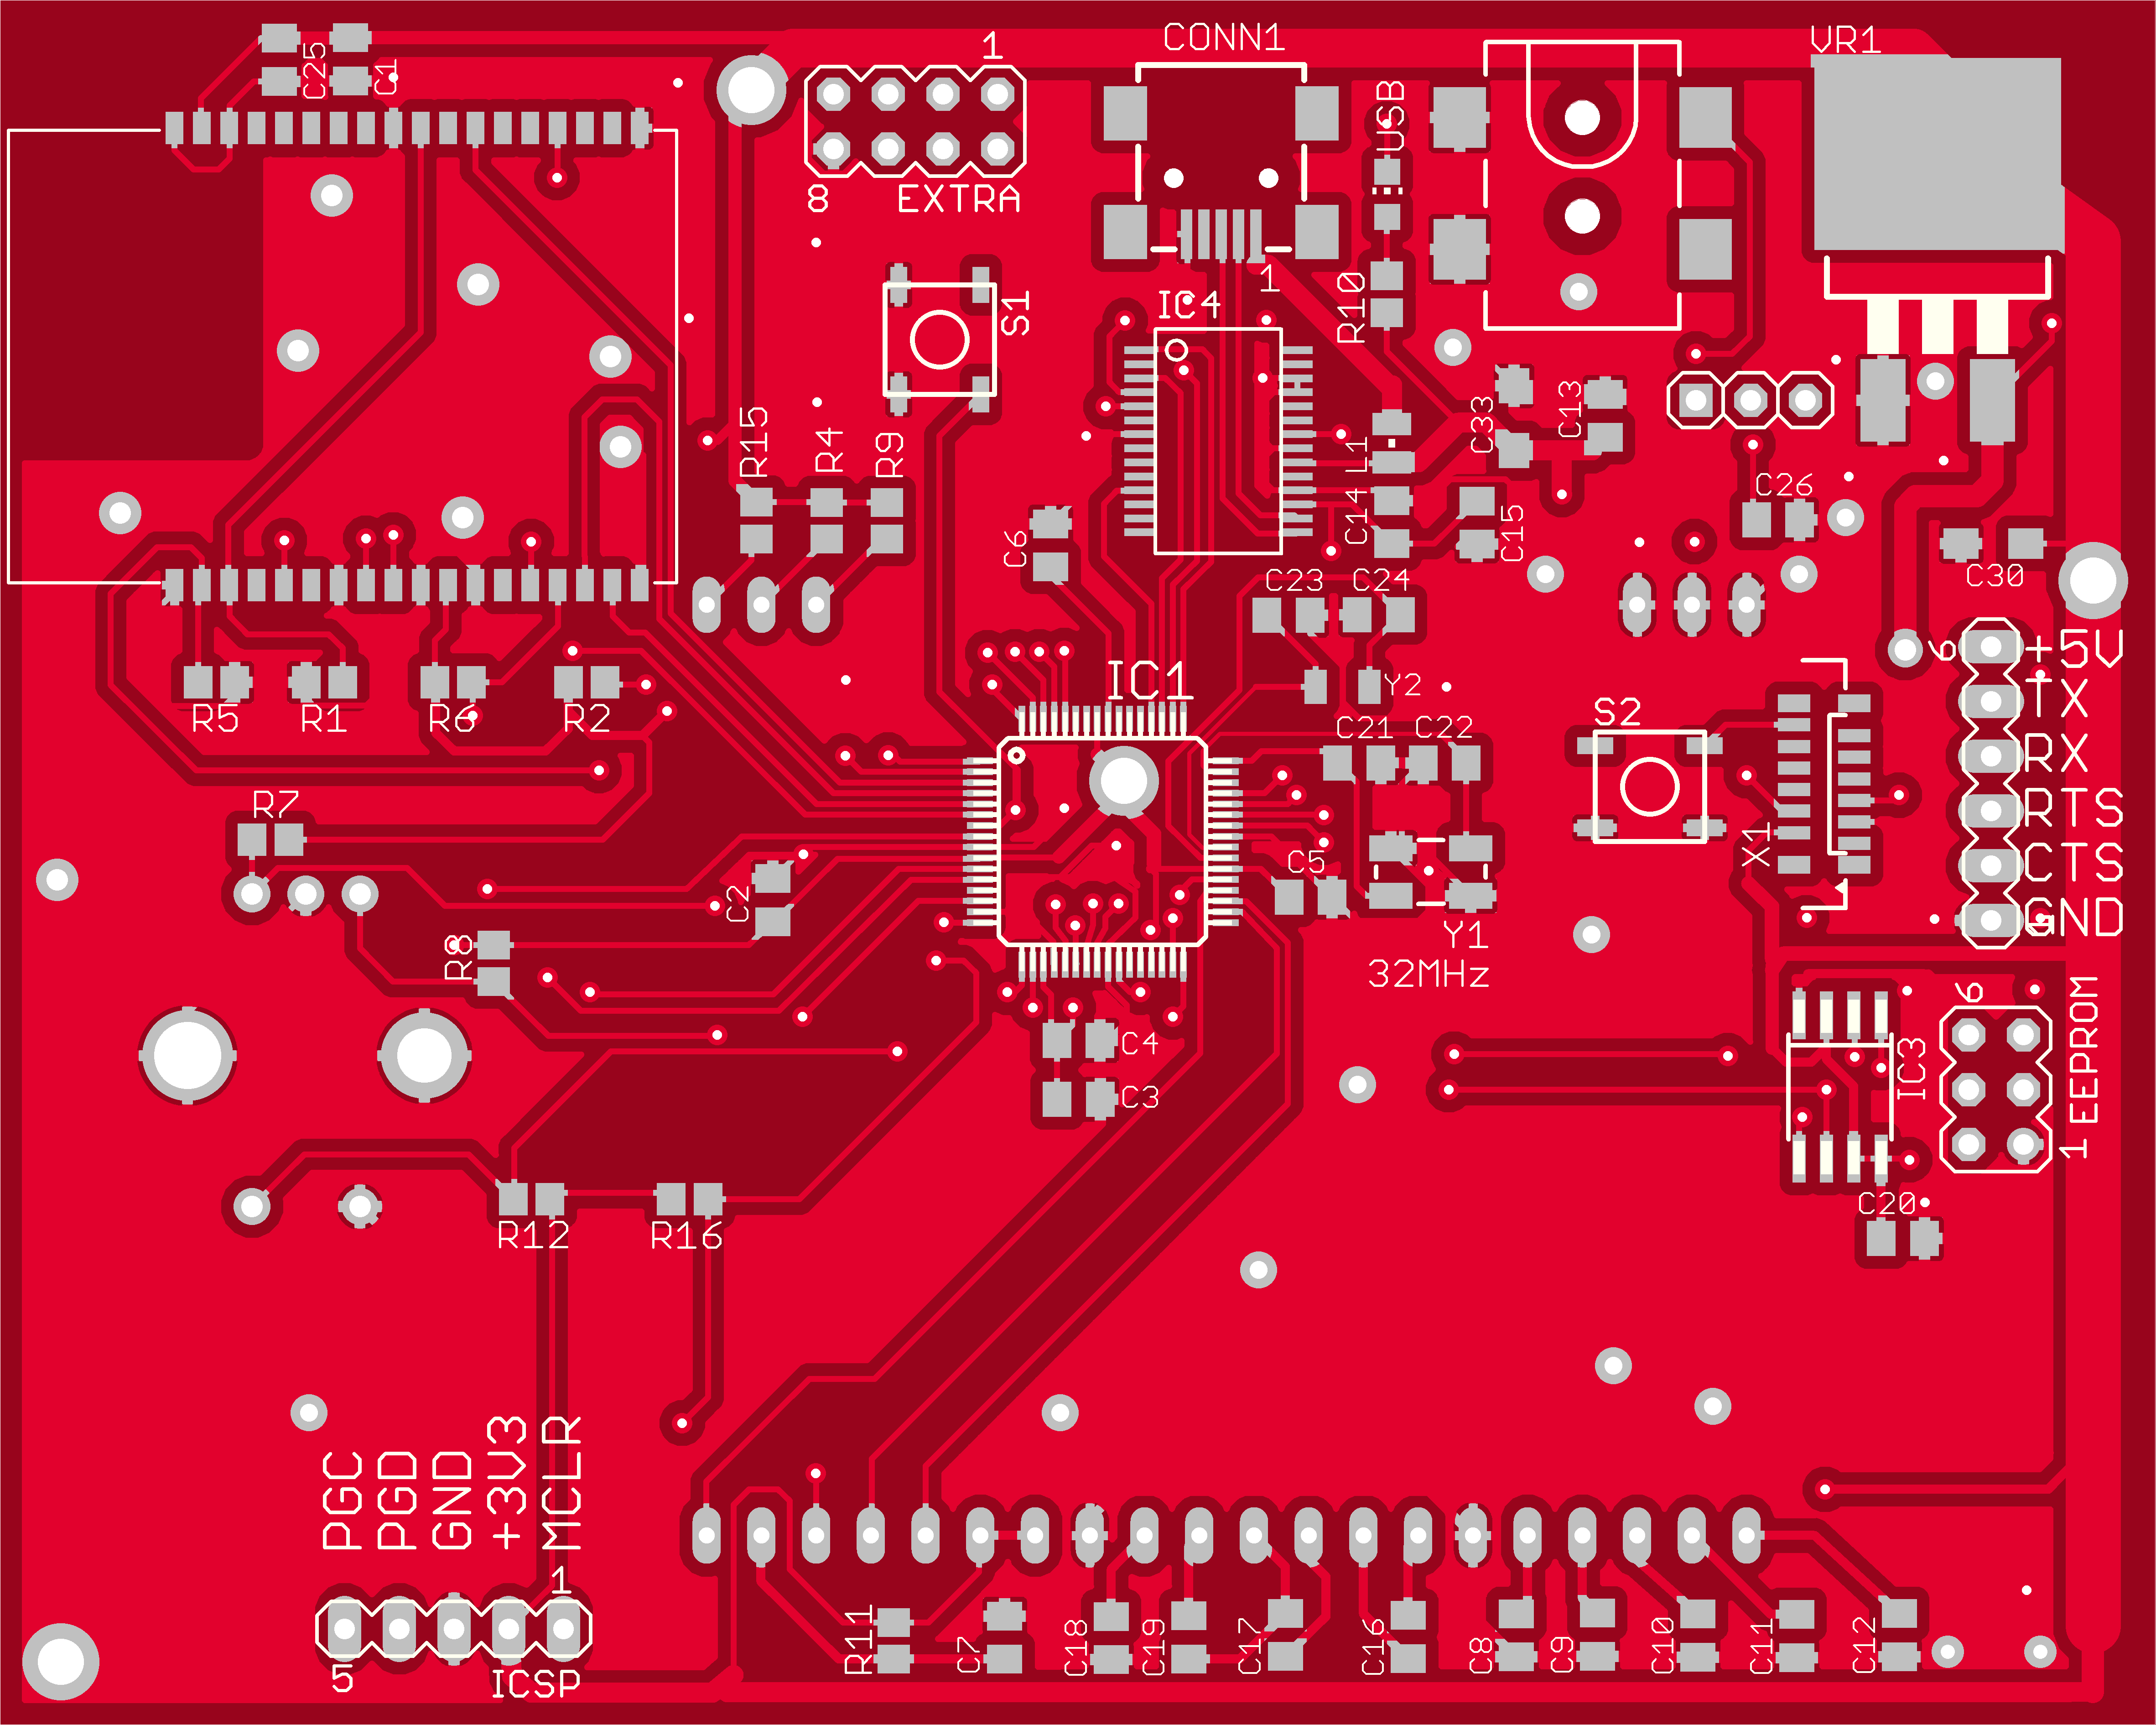 C25
C1
1
CONN1
USB
VR1
8
EXTRA
1
S1
IC4
R10
R15
R4
R9
C33
C13
L1
C14
C15
C26
C6
C30
C23
C24
R5
R1
R6
R2
IC1
Y2
S2
6
+5V
TX
RX
RTS
CTS
GND
1
C21
C22
R7
X1
C2
C5
R8
Y1
32MHz
6
EEPROM
1
IC3
C4
C3
C20
R12
R16
PGC
PGD
GND
+3V3
MCLR
1
5
ICSP
R11
C7
C18
C19
C17
C16
C8
C9
C10
C11
C12